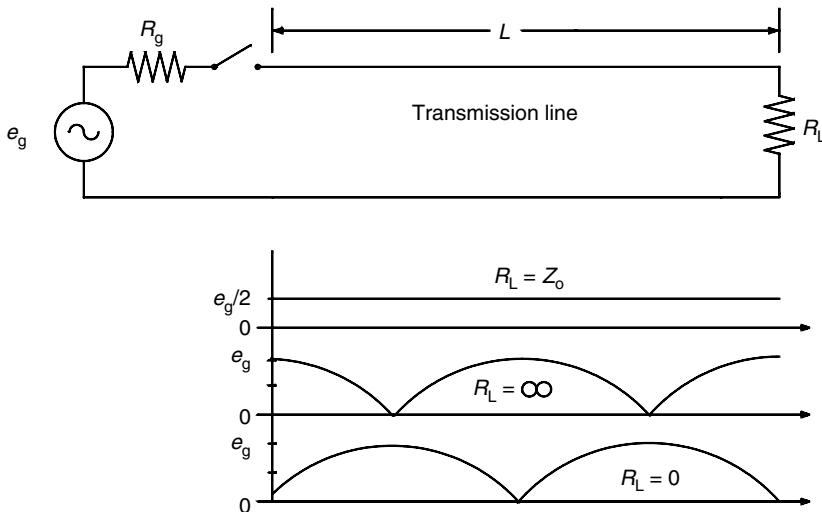 R_g
L
e_g
Transmission line
R_L
R_L = Z_o
e_g/2
0
e_g
R_L = ∞
0
e_g
R_L = 0
0